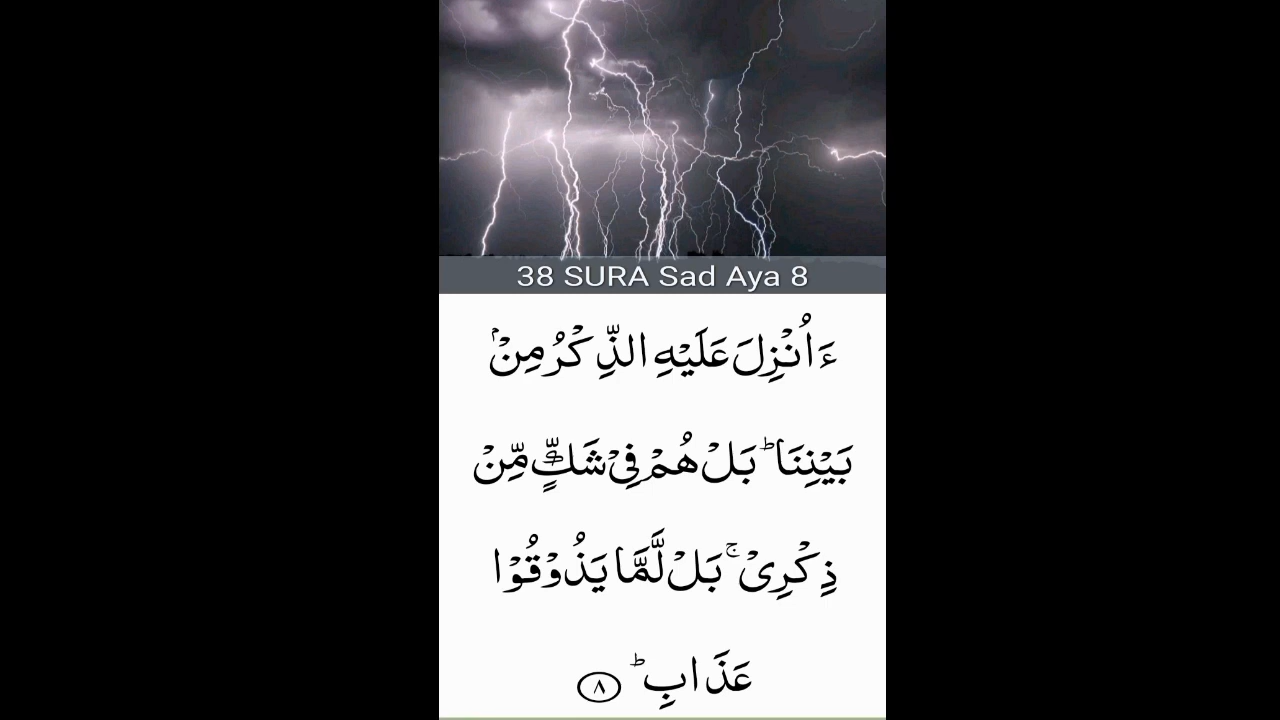 38 SURA Sad Aya 8
ءَاُنْزِلَ عَلَيْهِ الذِّكْرُ مِنْۢ
بَيْنِنَا ؕ بَلْ هُمْ فِىْ شَكٍّ مِّنْ
ذِكْرِىْ ۚ بَلْ لَّمَّا يَذُوْقُوْا
عَذَابِ ؕ ٨